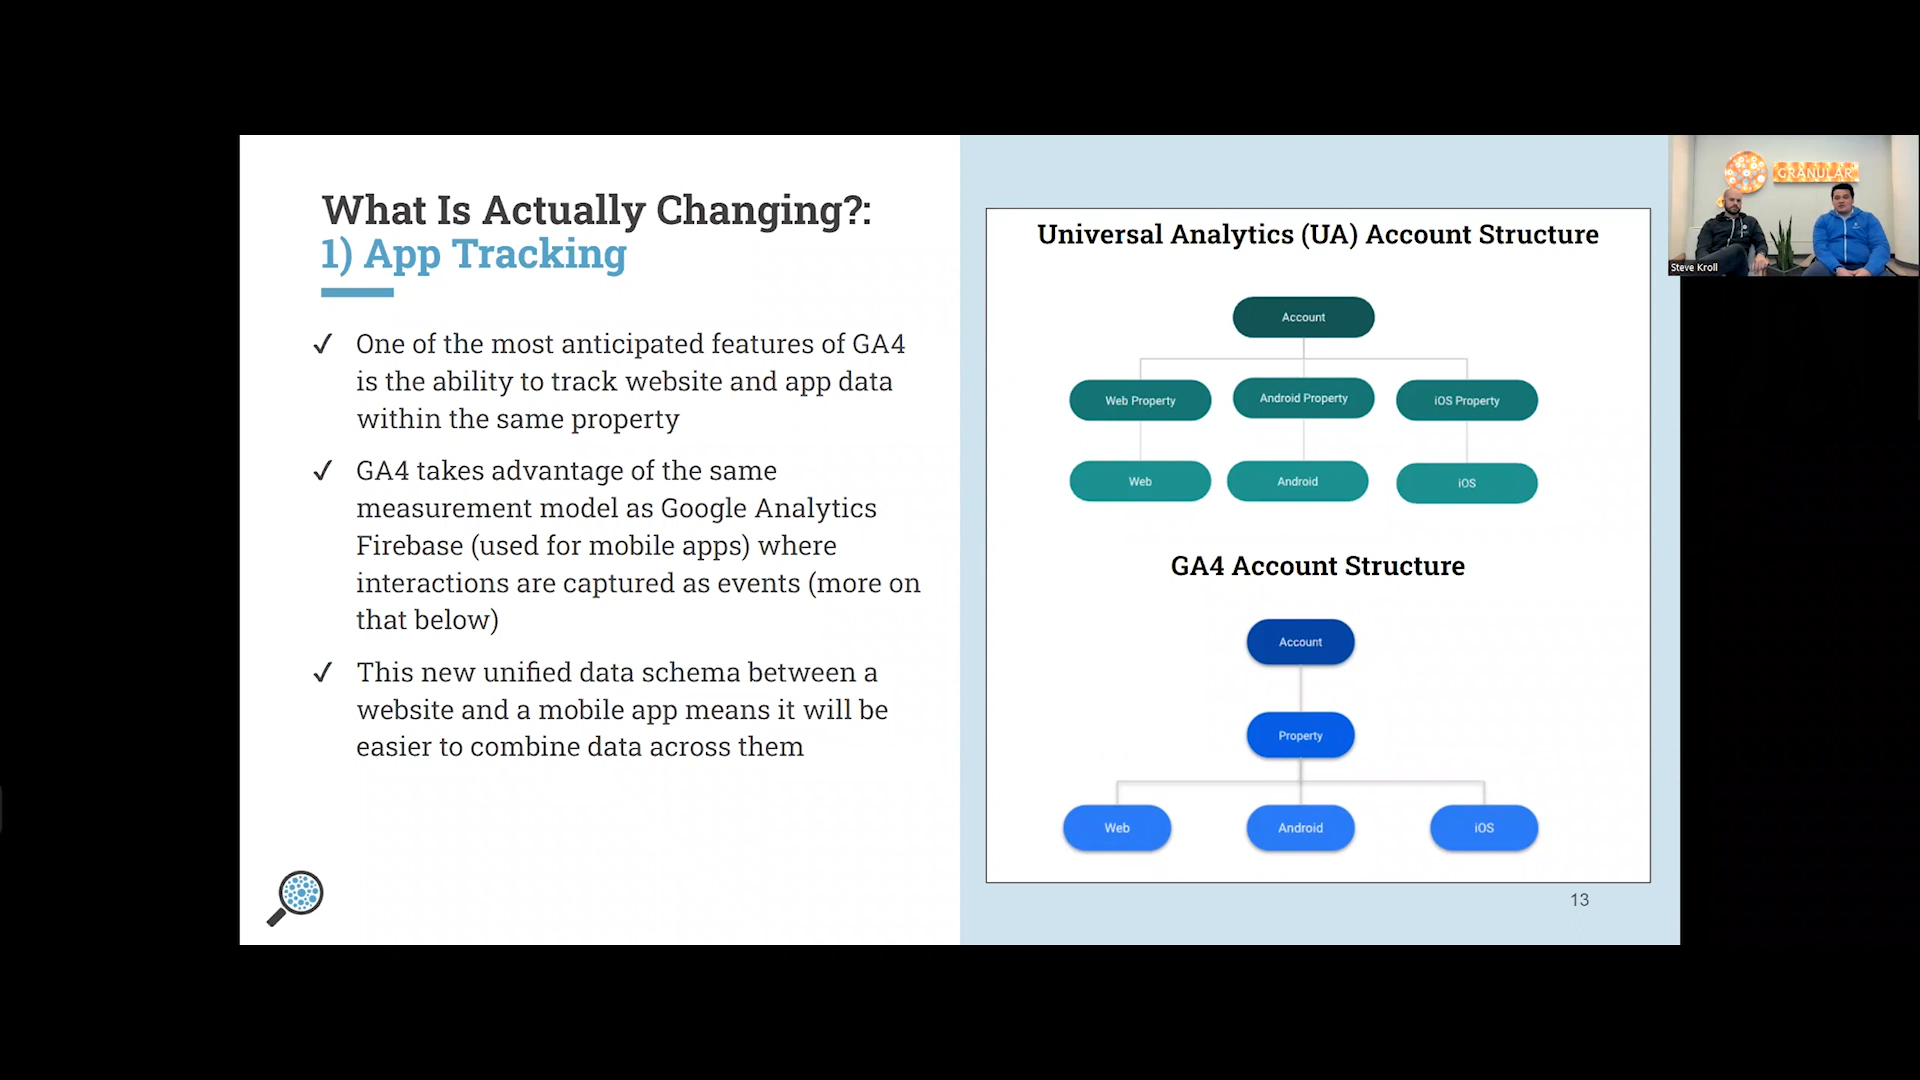 What Is Actually Changing?:
1) App Tracking
✓ One of the most anticipated features of GA4
is the ability to track website and app data
within the same property
✓ GA4 takes advantage of the same
measurement model as Google Analytics
Firebase (used for mobile apps) where
interactions are captured as events (more on
that below)
✓ This new unified data schema between a
website and a mobile app means it will be
easier to combine data across them
Universal Analytics (UA) Account Structure
Account
Web Property
Android Property
iOS Property
Web
Android
iOS
GA4 Account Structure
Account
Property
Web
Android
iOS
13
GRANULAR
Steve Kroll